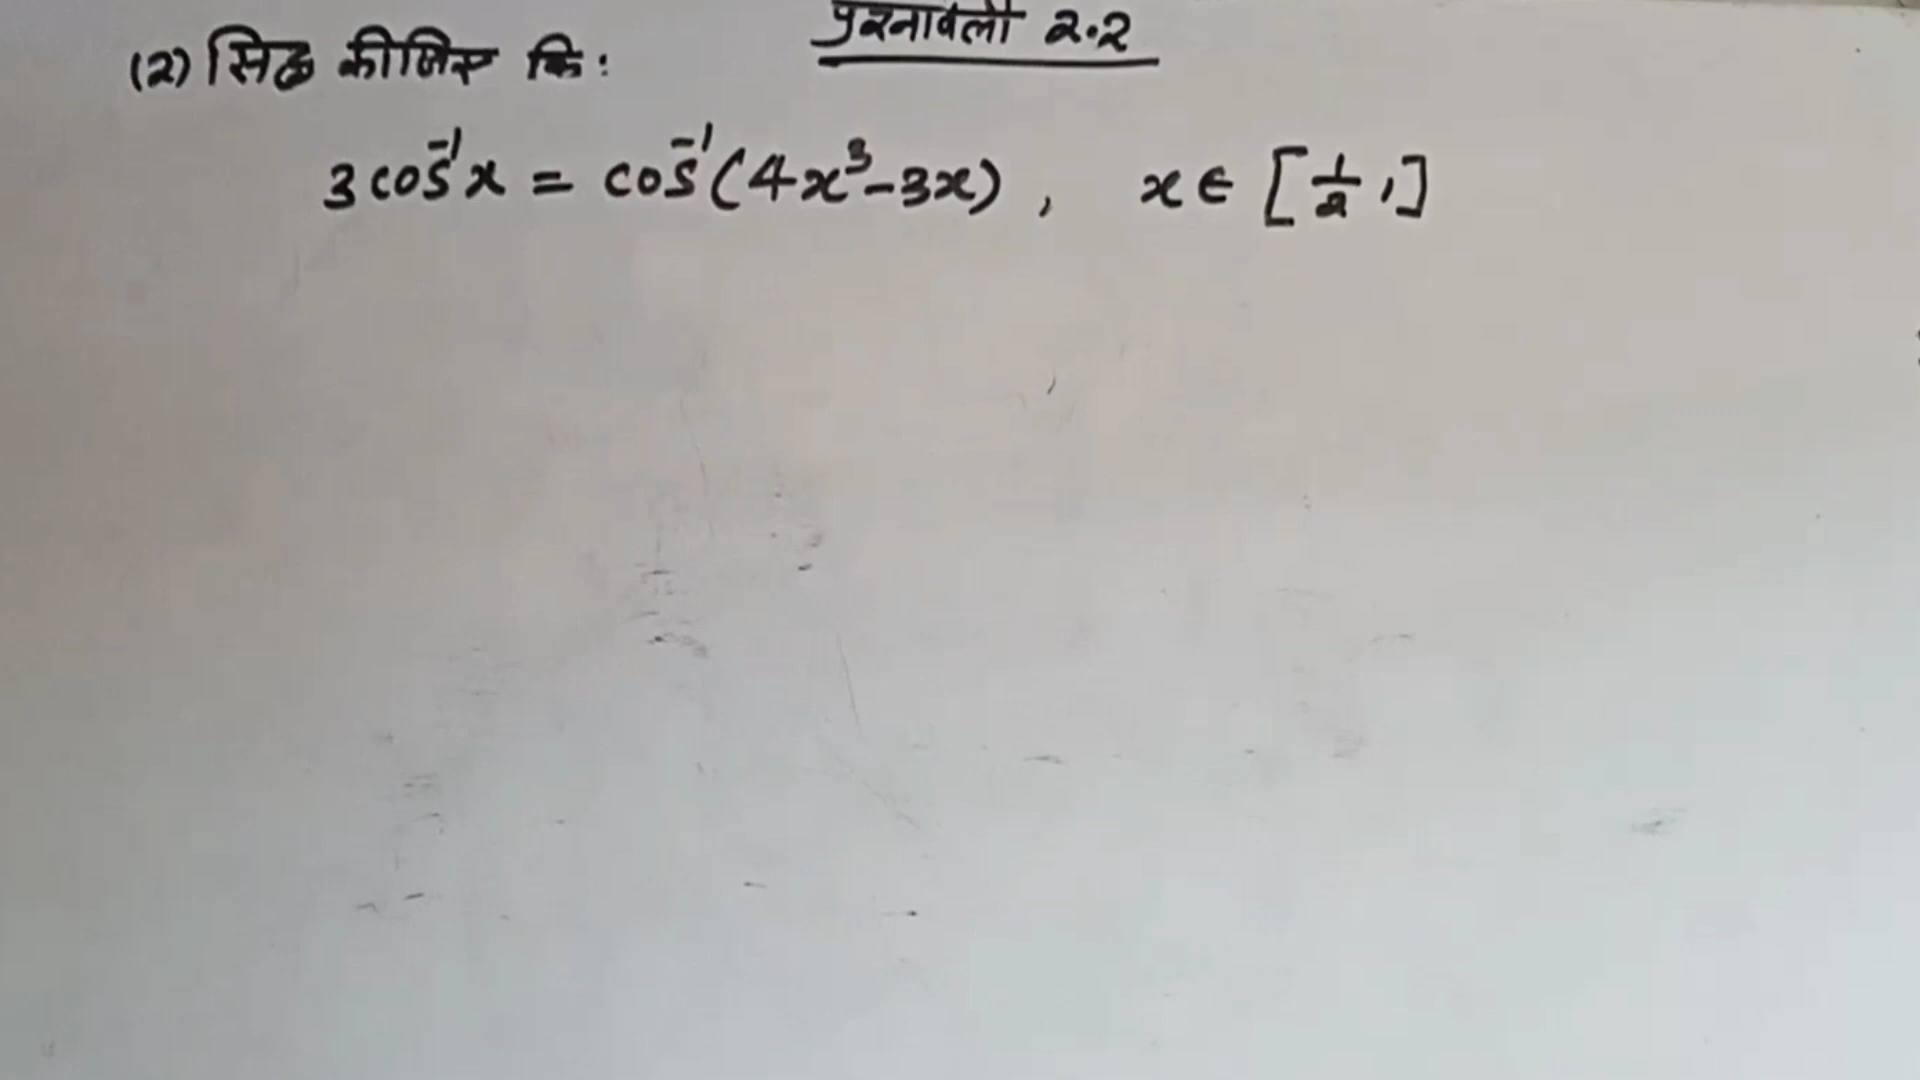 प्रश्नावली 2.2
(2) सिद्ध कीजिए कि:
3 cos⁻¹x = cos⁻¹(4x³-3x), x ∈ [1/2, 1]